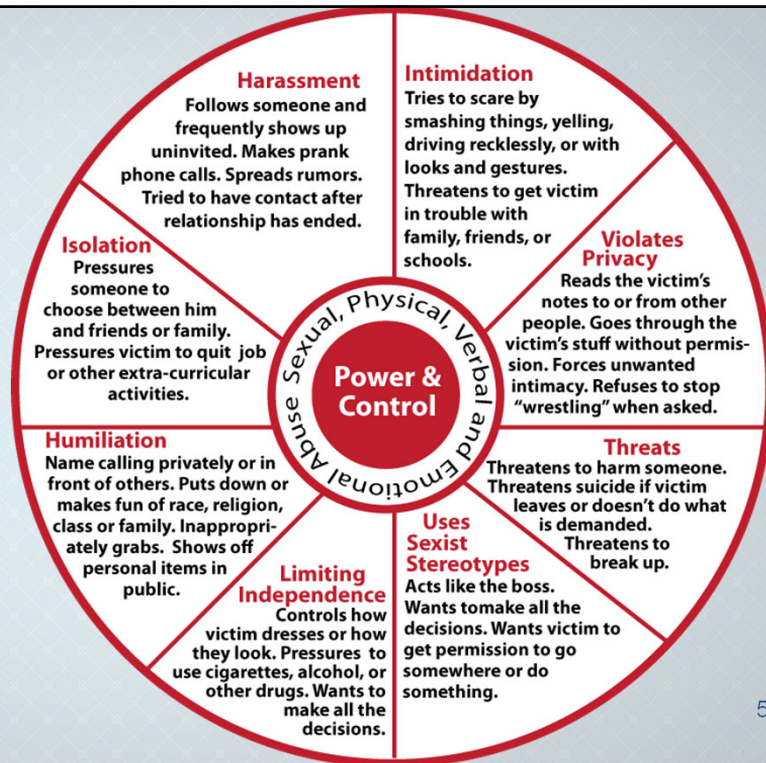 Harassment
Follows someone and
frequently shows up
uninvited. Makes prank
phone calls. Spreads rumors.
Tried to have contact after
relationship has ended.
Intimidation
Tries to scare by
smashing things, yelling,
driving recklessly, or with
looks and gestures.
Threatens to get victim
in trouble with
family, friends, or
schools.
Violates
Privacy
Reads the victim's
notes to or from other
people. Goes through the
victim's stuff without permis-
sion. Forces unwanted
intimacy. Refuses to stop
"wrestling" when asked.
Threats
Threatens to harm someone.
Threatens suicide if victim
leaves or doesn't do what
is demanded.
Threatens to
break up.
Uses
Sexist
Stereotypes
Acts like the boss.
Wants tomake all the
decisions. Wants victim to
get permission to go
somewhere or do
something.
Limiting
Independence
Controls how
victim dresses or how
they look. Pressures to
use cigarettes, alcohol, or
other drugs. Wants to
make all the
decisions.
Humiliation
Name calling privately or in
front of others. Puts down or
makes fun of race, religion,
class or family. Inappropri-
ately grabs. Shows off
personal items in
public.
Isolation
Pressures
someone to
choose between him
and friends or family.
Pressures victim to quit job
or other extra-curricular
activities.
Sexual, Physical, Verbal and Emotional Abuse
Power &
Control
5